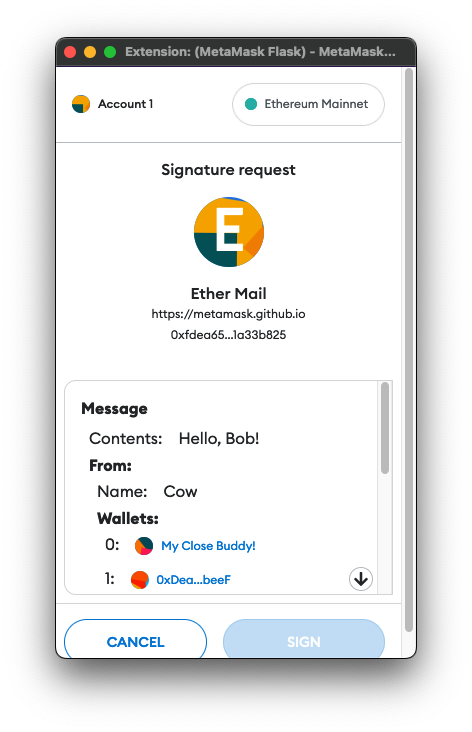 Extension: (MetaMask Flask) - MetaMask...
Account 1
Ethereum Mainnet
Signature request
E
Ether Mail
https://metamask.github.io
0xfdea65...1a33b825
Message
Contents: Hello, Bob!
From:
Name: Cow
Wallets:
0: My Close Buddy!
1: 0xDea...beeF
CANCEL
SIGN